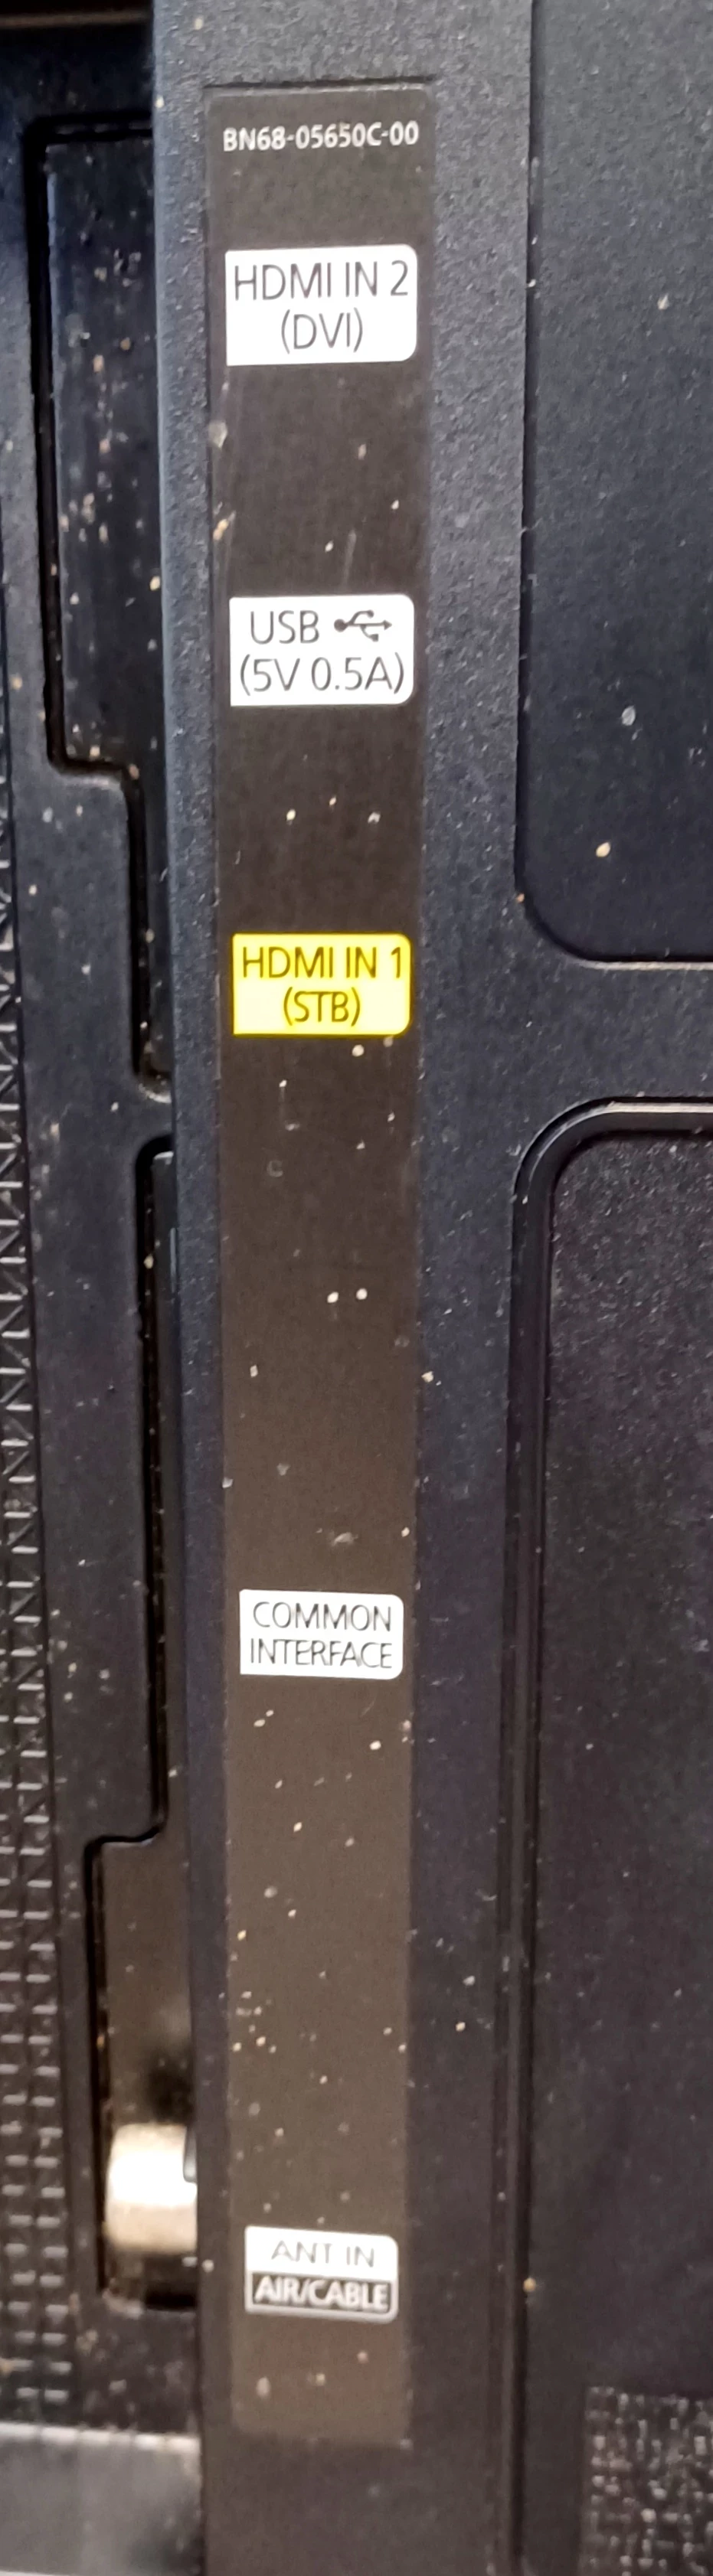 BN68-05650C-00
HDMI IN 2
(DVI)
USB
(5V 0.5A)
HDMI IN 1
(STB)
COMMON
INTERFACE
ANT IN
AIR/CABLE